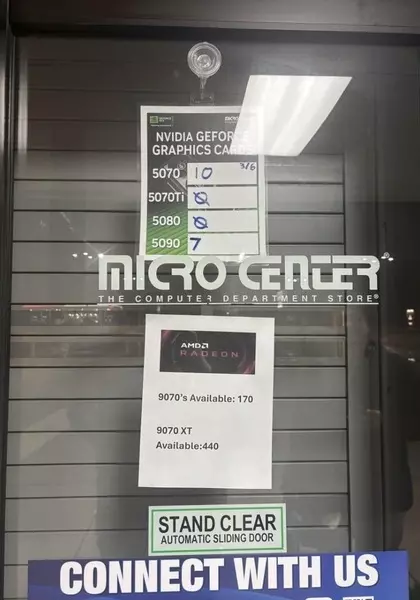 NVIDIA GEFORCE
GRAPHICS CARDS
3/6
5070 10
5070Ti 0
5080 0
5090 7
MICRO CENTER
THE COMPUTER DEPARTMENT STORE®
AMD
RADEON
9070's Available: 170
9070 XT
Available:440
STAND CLEAR
AUTOMATIC SLIDING DOOR
CONNECT WITH US